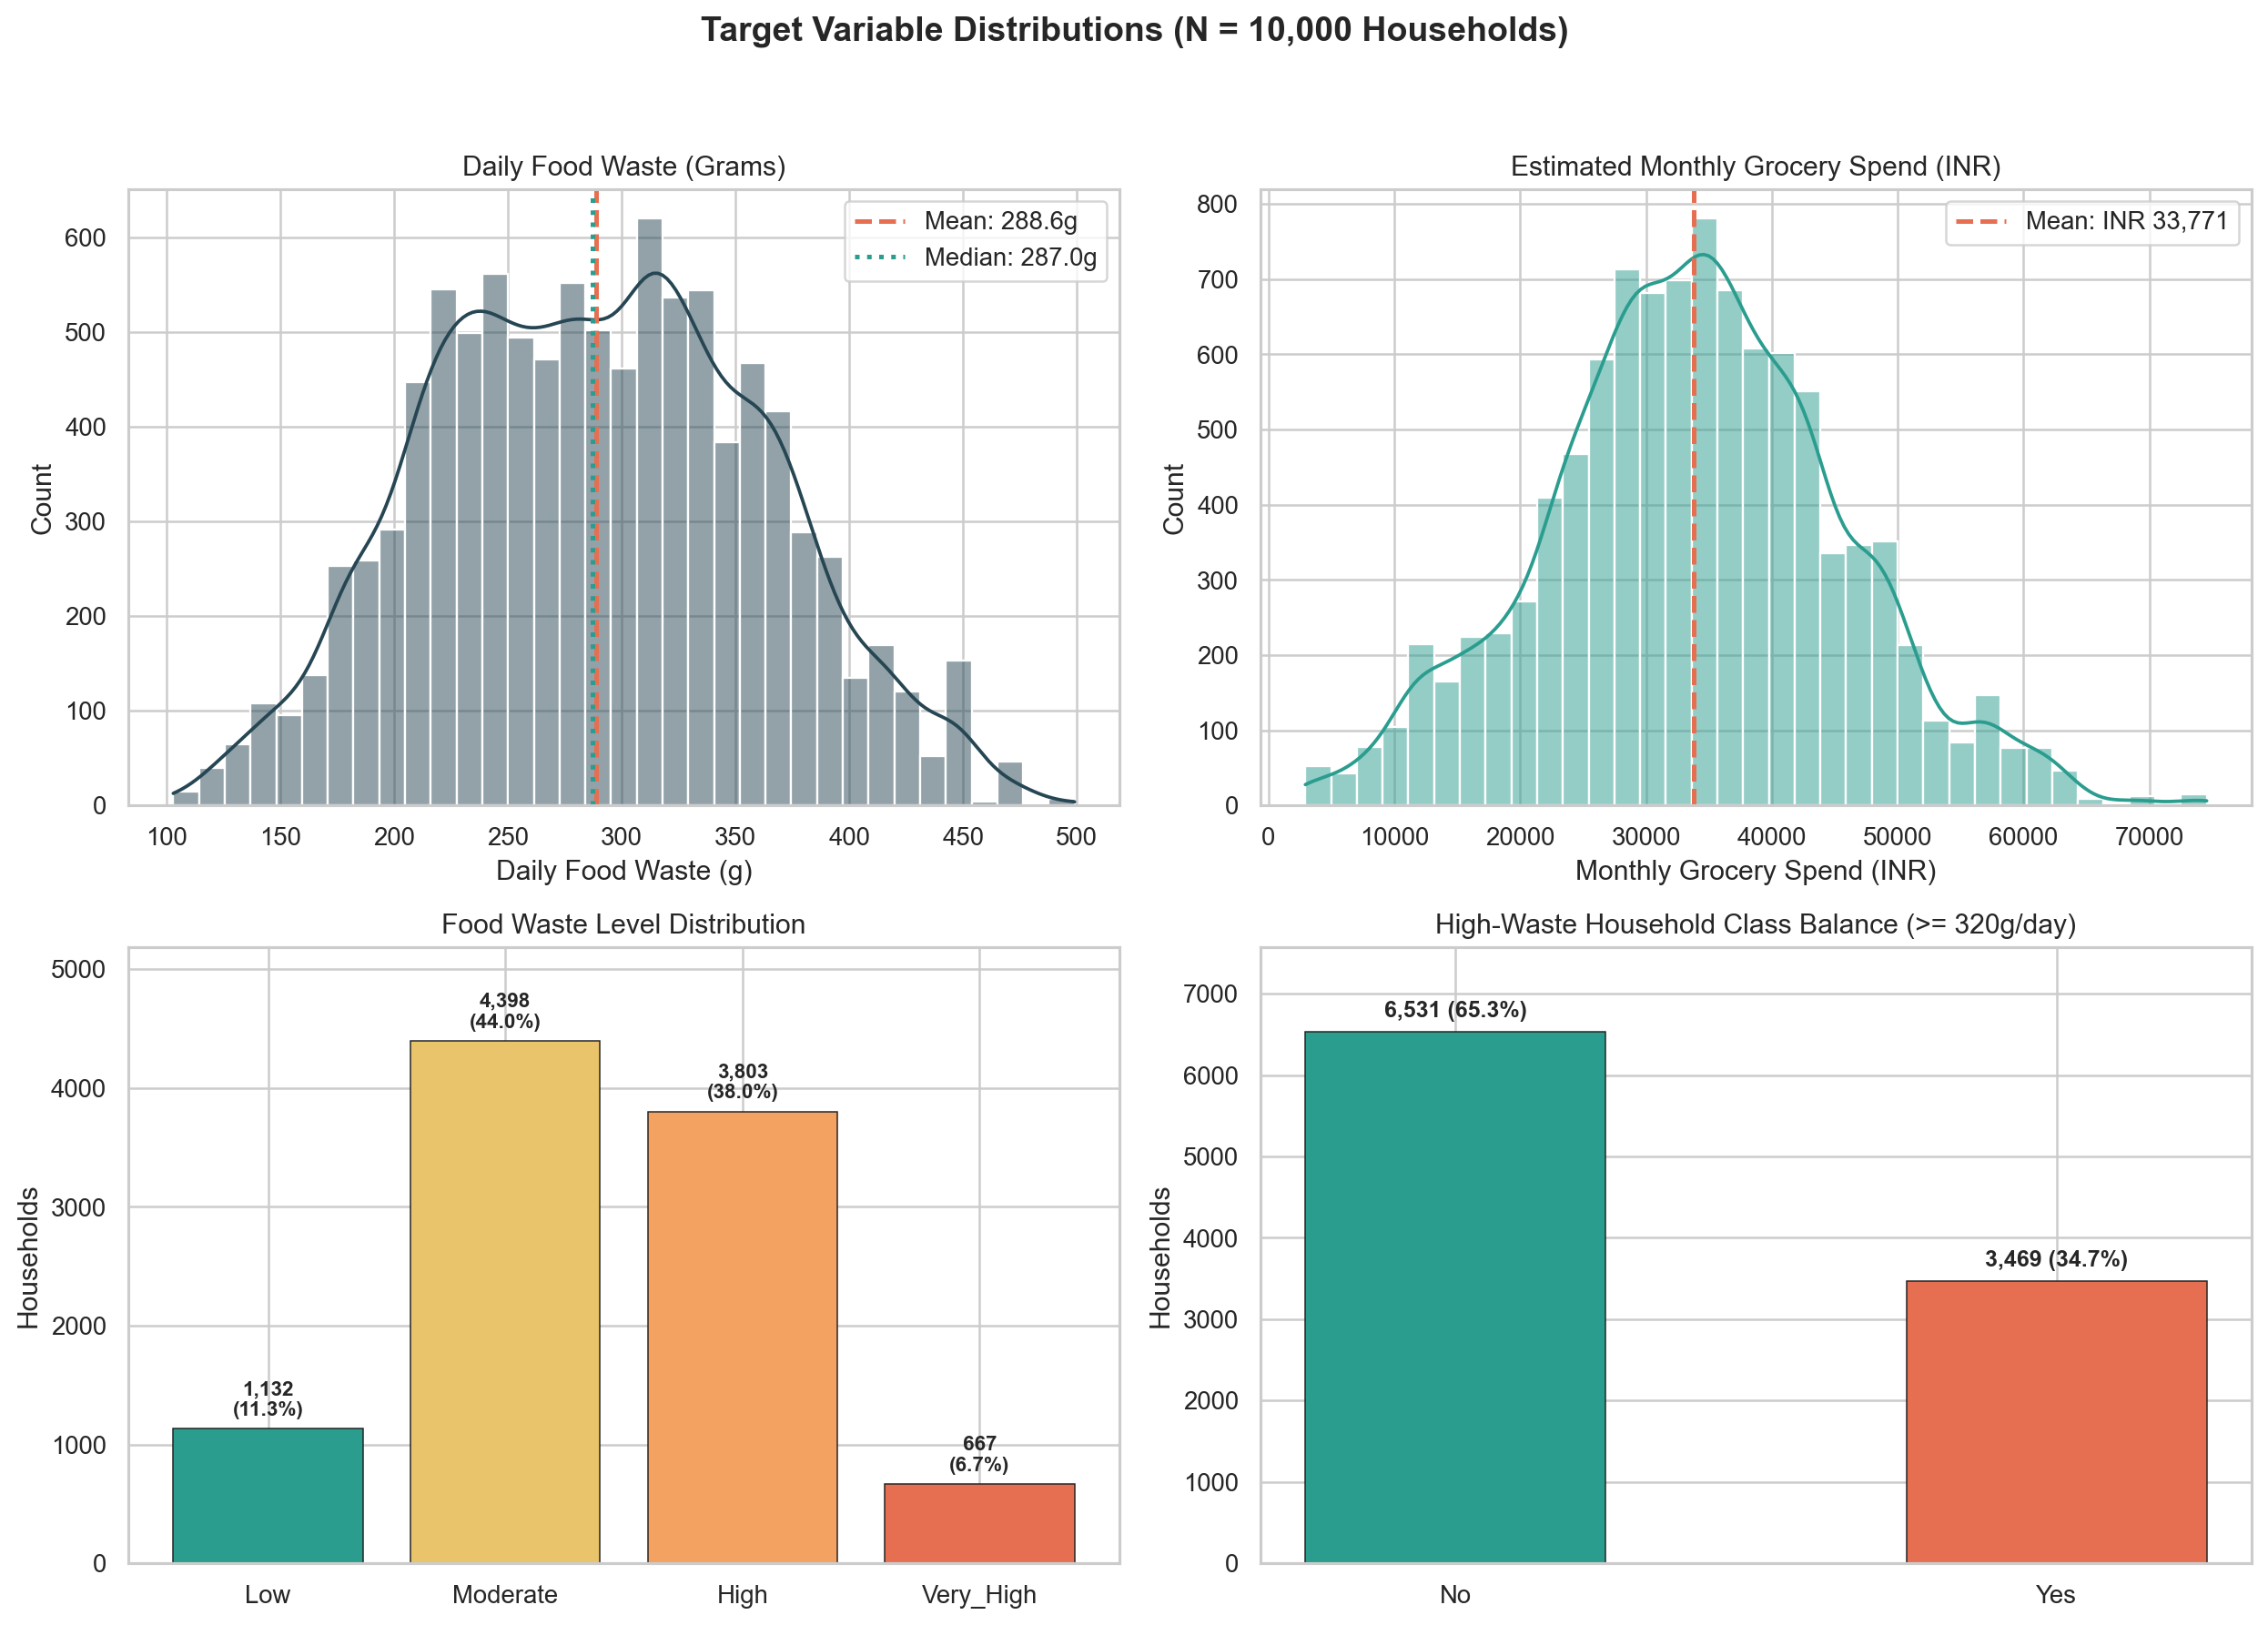 Target Variable Distributions (N = 10,000 Households)
Daily Food Waste (Grams)
Mean: 288.6g
Median: 287.0g
Count
600
500
400
300
200
100
0
100 150 200 250 300 350 400 450 500
Daily Food Waste (g)
Estimated Monthly Grocery Spend (INR)
Mean: INR 33,771
Count
800
700
600
500
400
300
200
100
0
0 10000 20000 30000 40000 50000 60000 70000
Monthly Grocery Spend (INR)
Food Waste Level Distribution
Households
5000
4000
3000
2000
1000
0
1,132
(11.3%)
4,398
(44.0%)
3,803
(38.0%)
667
(6.7%)
Low Moderate High Very_High
High-Waste Household Class Balance (>= 320g/day)
Households
7000
6000
5000
4000
3000
2000
1000
0
6,531 (65.3%)
3,469 (34.7%)
No Yes